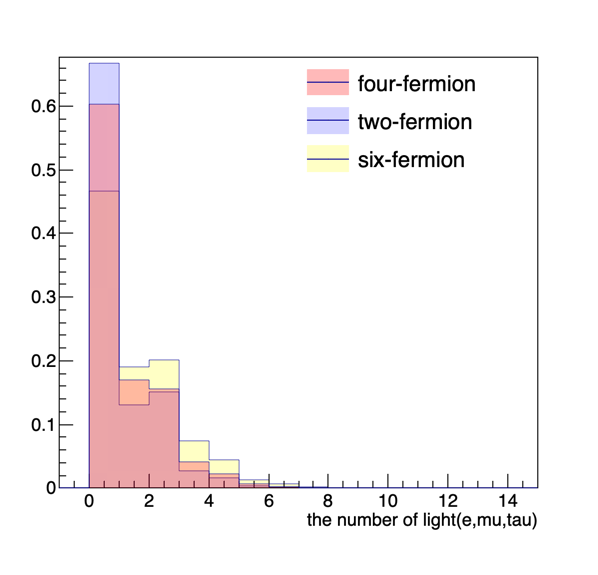 four-fermion
two-fermion
six-fermion
0.6
0.5
0.4
0.3
0.2
0.1
0
0 2 4 6 8 10 12 14
the number of light(e,mu,tau)